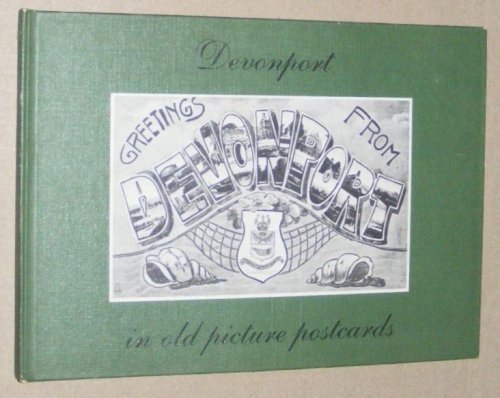 Devonport
GREETINGS FROM
DEVONPORT
in old picture postcards